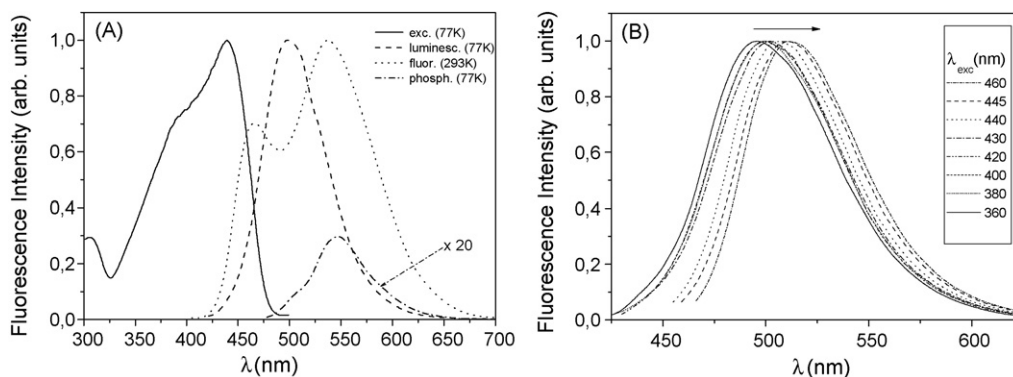 (A)
exc. (77K)
luminesc. (77K)
fluor. (293K)
phosph. (77K)
x 20
Fluorescence Intensity (arb. units)
1,0
0,8
0,6
0,4
0,2
0,0
300 350 400 450 500 550 600 650 700
λ(nm)
(B)
λexc(nm)
460
445
440
430
420
400
380
360
Fluorescence Intensity (arb. units)
1,0
0,8
0,6
0,4
0,2
0,0
450 500 550 600
λ(nm)